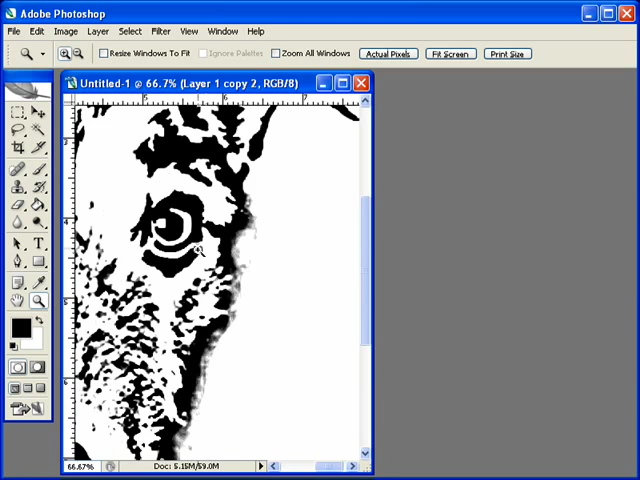 Adobe Photoshop
File Edit Image Layer Select Filter View Window Help
Resize Windows To Fit Ignore Palettes Zoom All Windows Actual Pixels Fit Screen Print Size
Untitled-1 @ 66.7% (Layer 1 copy 2, RGB/8)
T
66.67% Doc: 5.15M/59.0M